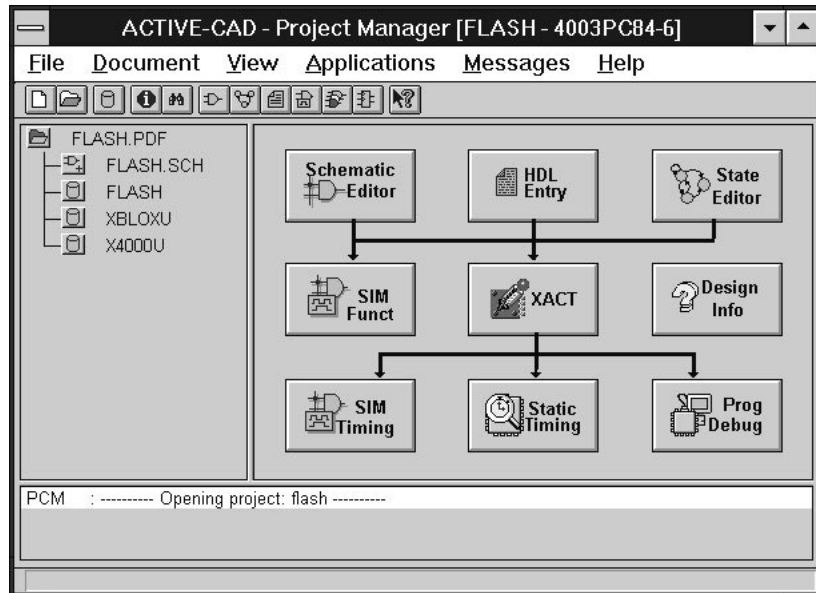 ACTIVE-CAD - Project Manager [FLASH - 4003PC84-6]
File Document View Applications Messages Help
FLASH.PDF
FLASH.SCH
FLASH
XBLOXU
X4000U
Schematic
Editor
HDL
Entry
State
Editor
SIM
Funct
XACT
Design
Info
SIM
Timing
Static
Timing
Prog
Debug
PCM : ---------- Opening project: flash ----------